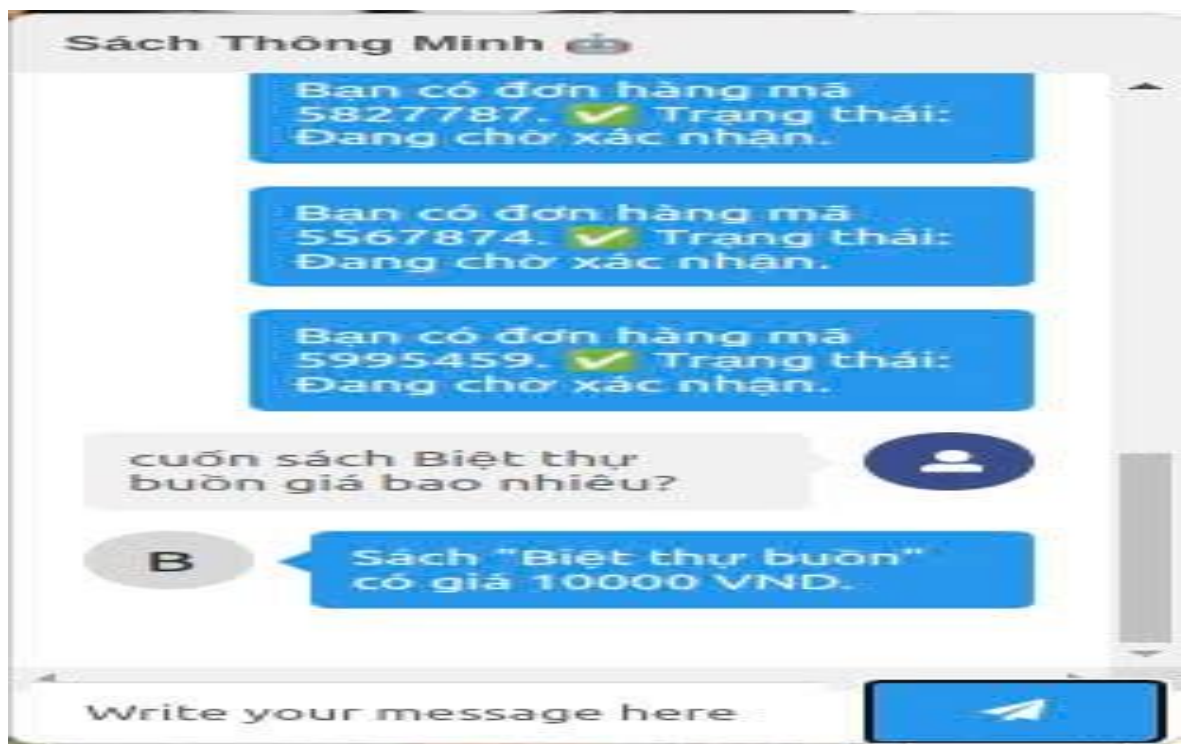 Sách Thông Minh 🤖
Bạn có đơn hàng mã
5827787. ✅ Trạng thái:
Đang chờ xác nhận.
Bạn có đơn hàng mã
5567874. ✅ Trạng thái:
Đang chờ xác nhận.
Bạn có đơn hàng mã
5995459. ✅ Trạng thái:
Đang chờ xác nhận.
cuốn sách Biệt thự
buồn giá bao nhiêu?
B
Sách "Biệt thự buồn"
có giá 10000 VND.
Write your message here